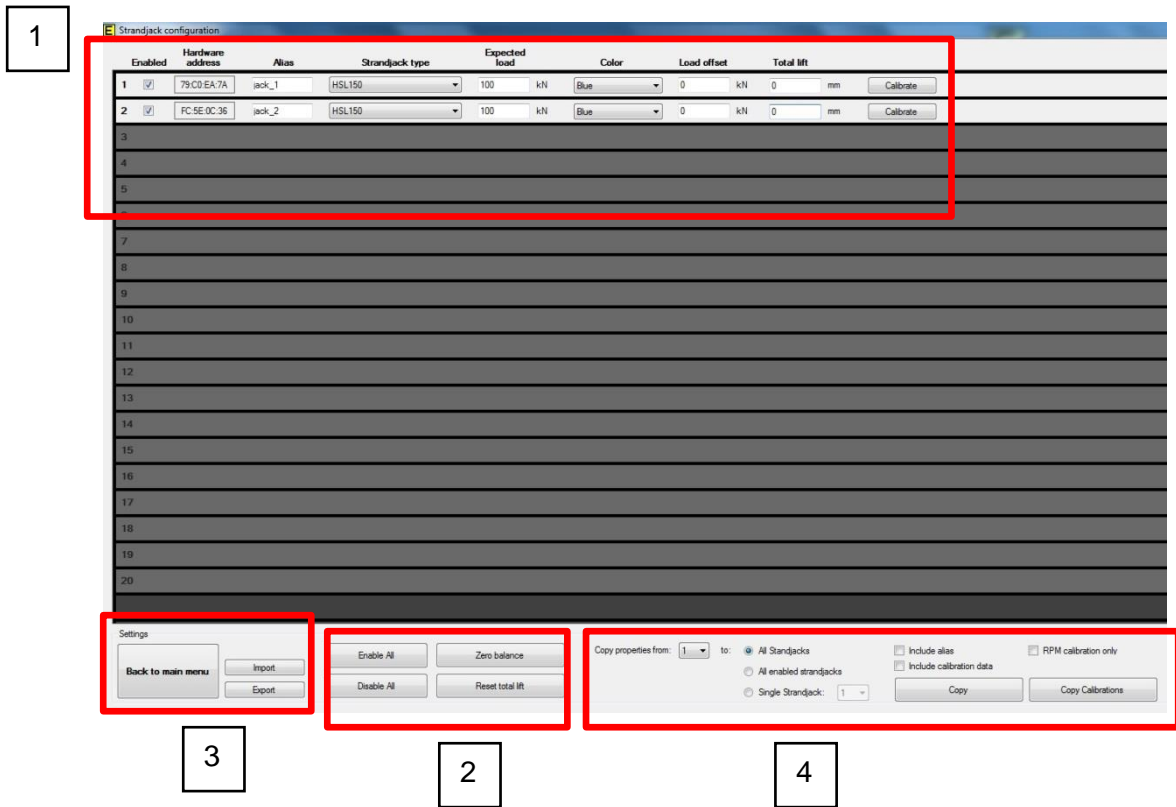 1
E Strandjack configuration
Enabled Hardware address Alias Strandjack type Expected load Color Load offset Total lift
1 79:C0:EA:7A jack_1 HSL150 100 kN Blue 0 kN 0 mm Calibrate
2 FC:5E:0C:36 jack_2 HSL150 100 kN Blue 0 kN 0 mm Calibrate
3
4
5
7
8
9
10
11
12
13
14
15
16
17
18
19
20
Settings
Back to main menu Import
Export
Enable All Zero balance
Disable All Reset total lift
Copy properties from: 1 to: All Standjacks Include alias RPM calibration only
All enabled strandjacks Include calibration data
Single Strandjack: 1 Copy Copy Calibrations
3 2 4